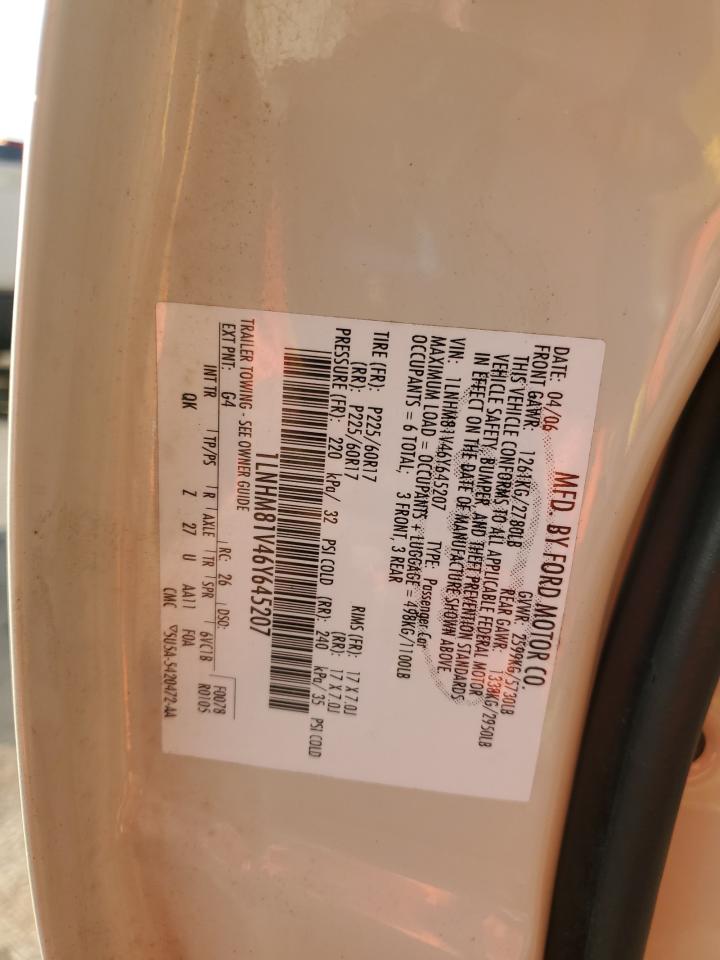 MFD. BY FORD MOTOR CO.
DATE: 04/06 GVWR: 2599KG/5730LB
FRONT GAWR: 1261KG/2780LB REAR GAWR: 1338KG/2950LB
THIS VEHICLE CONFORMS TO ALL APPLICABLE FEDERAL MOTOR
VEHICLE SAFETY, BUMPER, AND THEFT PREVENTION STANDARDS
IN EFFECT ON THE DATE OF MANUFACTURE SHOWN ABOVE.
VIN: 1LNHM81V46Y645207 TYPE: Passenger Car
MAXIMUM LOAD = OCCUPANTS + LUGGAGE = 498KG/1100LB
OCCUPANTS = 6 TOTAL: 3 FRONT, 3 REAR
TIRE (FR): P225/60R17 RIMS (FR): 17 X 7.0J
(RR): P225/60R17 (RR): 17 X 7.0J
PRESSURE (FR): 220 kPa/ 32 PSI COLD (RR): 240 kPa/35 PSI COLD
1LNHM81V46Y645207
TRAILER TOWING - SEE OWNER GUIDE
EXT PNT: G4 RC: 26 DSO: F0078
INT TR TP/PS R AXLE TR SPR 6VC1B R0105
QK Z 27 U AA11 FOA
CMC ▽5U5A-5420472-AA